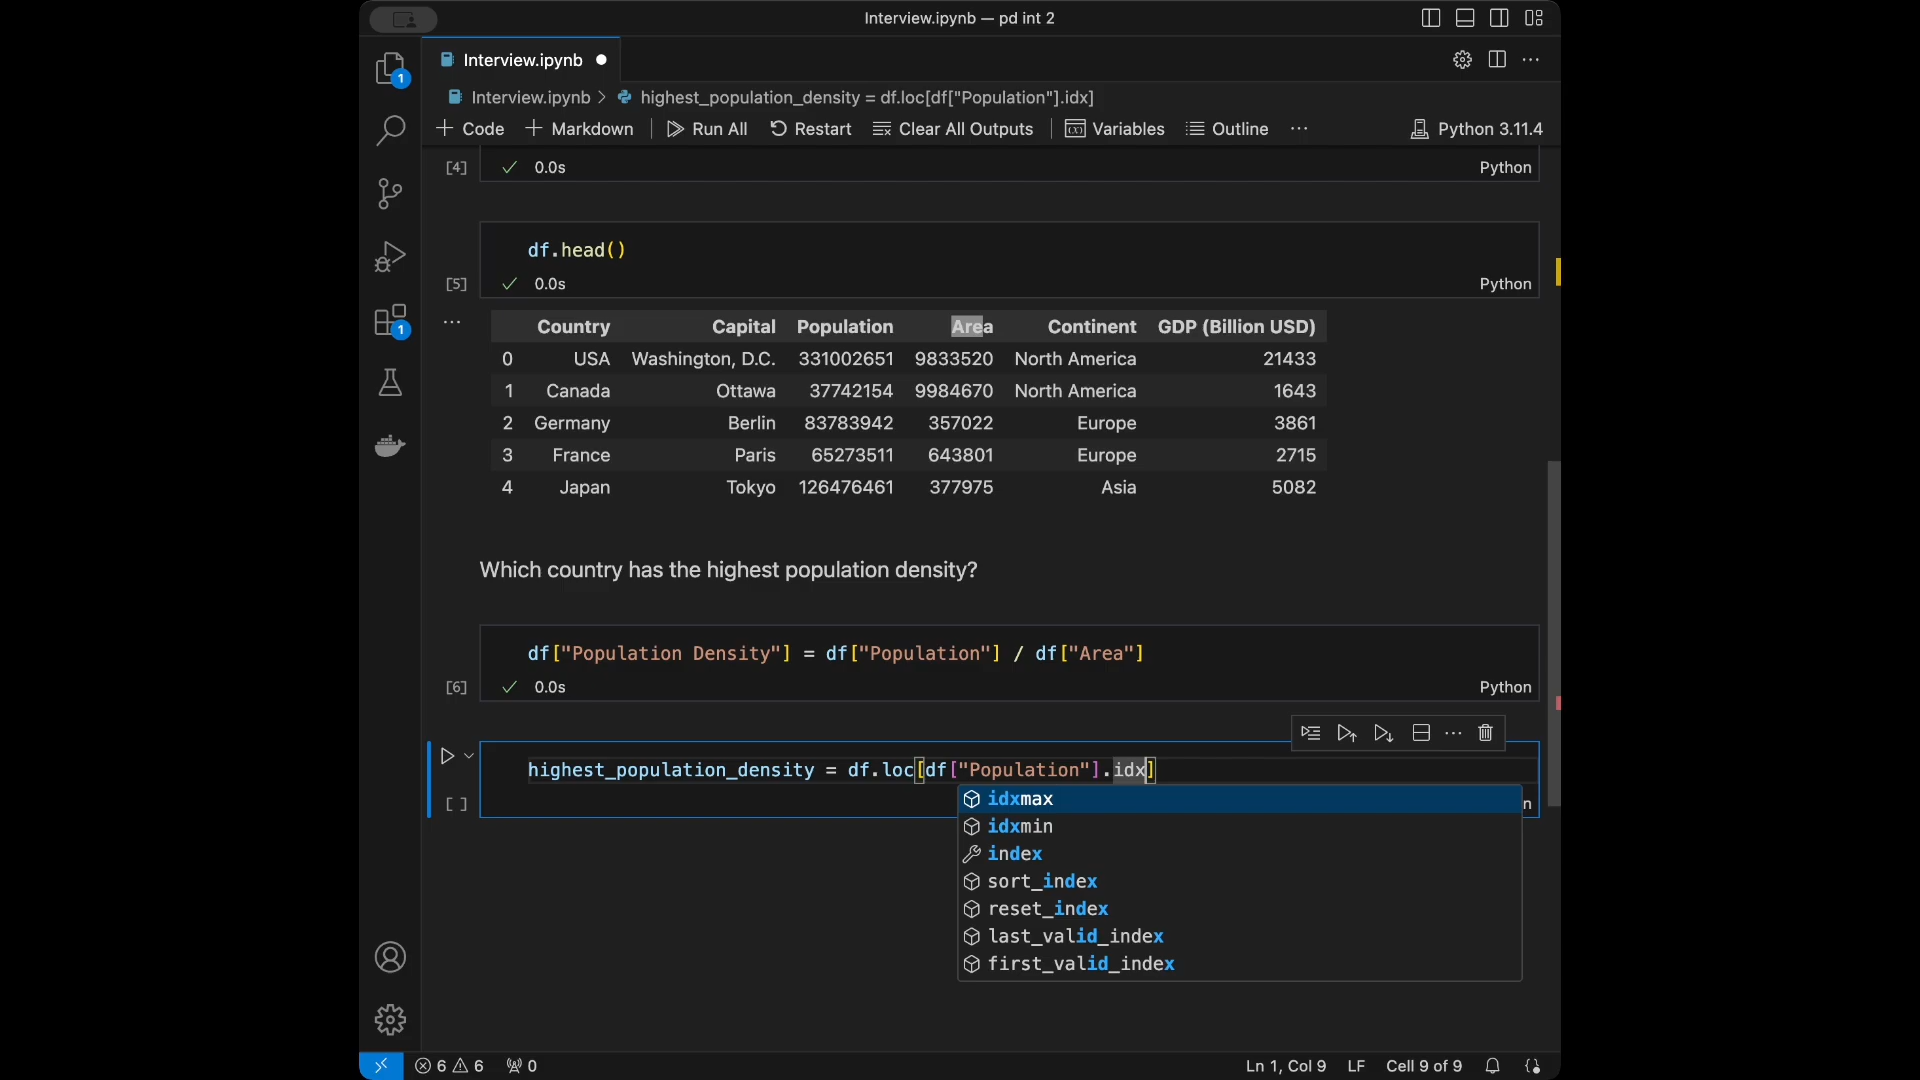 Interview.ipynb — pd int 2
Interview.ipynb
Interview.ipynb > highest_population_density = df.loc[df["Population"].idx]
+ Code + Markdown Run All Restart Clear All Outputs Variables Outline ... Python 3.11.4
[4] 0.0s Python
df.head()
[5] 0.0s Python
Country Capital Population Area Continent GDP (Billion USD)
0 USA Washington, D.C. 331002651 9833520 North America 21433
1 Canada Ottawa 37742154 9984670 North America 1643
2 Germany Berlin 83783942 357022 Europe 3861
3 France Paris 65273511 643801 Europe 2715
4 Japan Tokyo 126476461 377975 Asia 5082
Which country has the highest population density?
df["Population Density"] = df["Population"] / df["Area"]
[6] 0.0s Python
highest_population_density = df.loc[df["Population"].idx]
[ ] n
idxmax
idxmin
index
sort_index
reset_index
last_valid_index
first_valid_index
1
1
6 6 0 Ln 1, Col 9 LF Cell 9 of 9